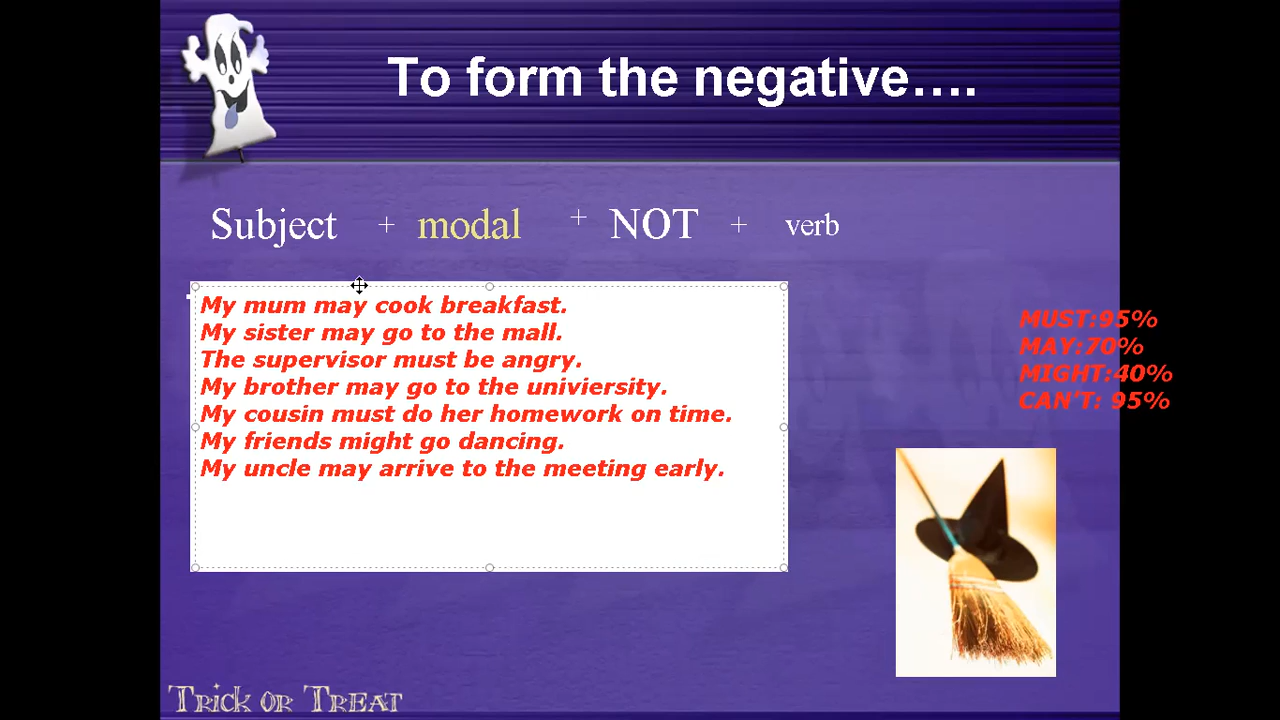 To form the negative….
Subject + modal + NOT + verb
My mum may cook breakfast.
My sister may go to the mall.
The supervisor must be angry.
My brother may go to the univiersity.
My cousin must do her homework on time.
My friends might go dancing.
My uncle may arrive to the meeting early.
MUST:95%
MAY:70%
MIGHT:40%
CAN'T: 95%
Trick or Treat